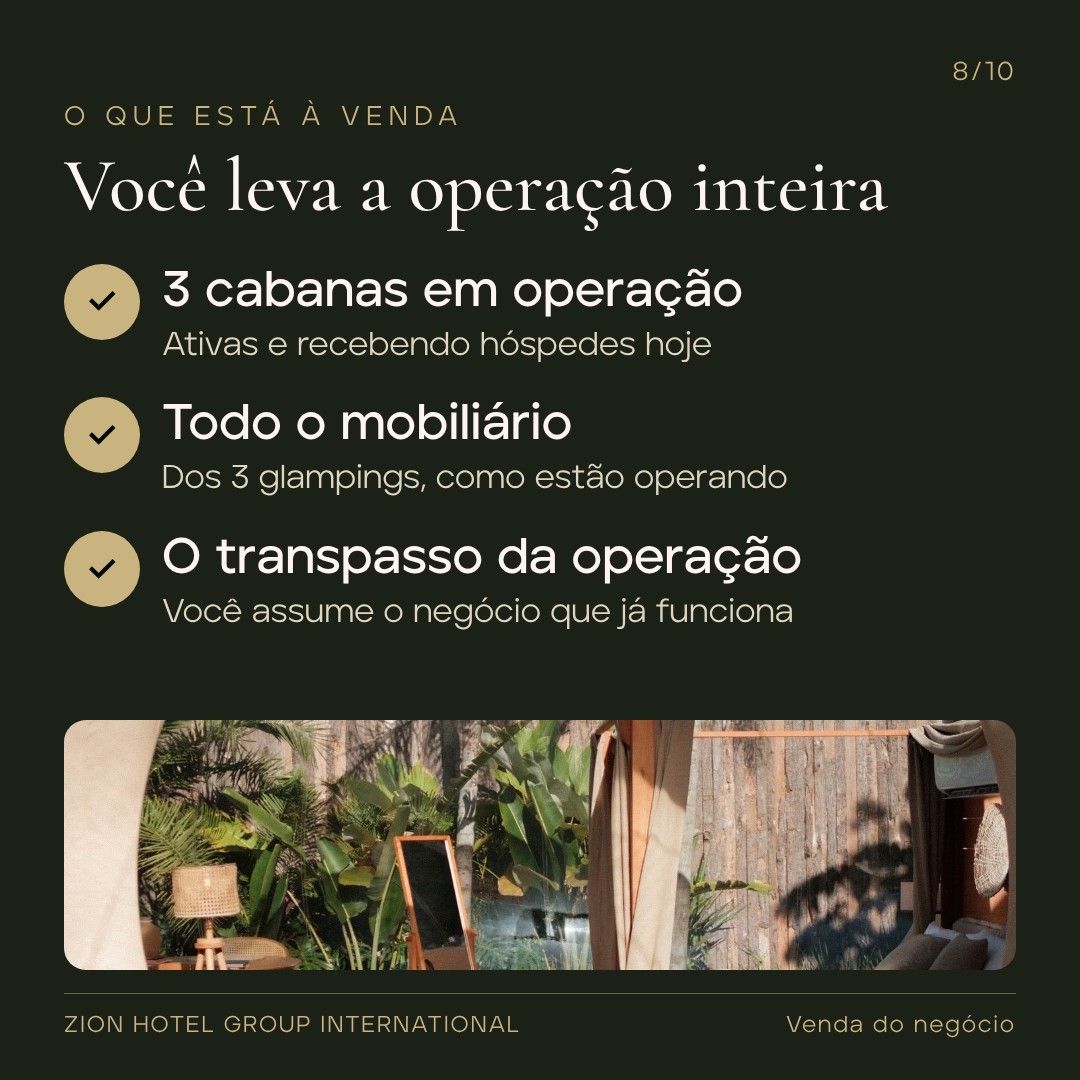 8/10
O QUE ESTÁ À VENDA
Você leva a operação inteira
3 cabanas em operação
Ativas e recebendo hóspedes hoje
Todo o mobiliário
Dos 3 glampings, como estão operando
O transpasso da operação
Você assume o negócio que já funciona
ZION HOTEL GROUP INTERNATIONAL
Venda do negócio